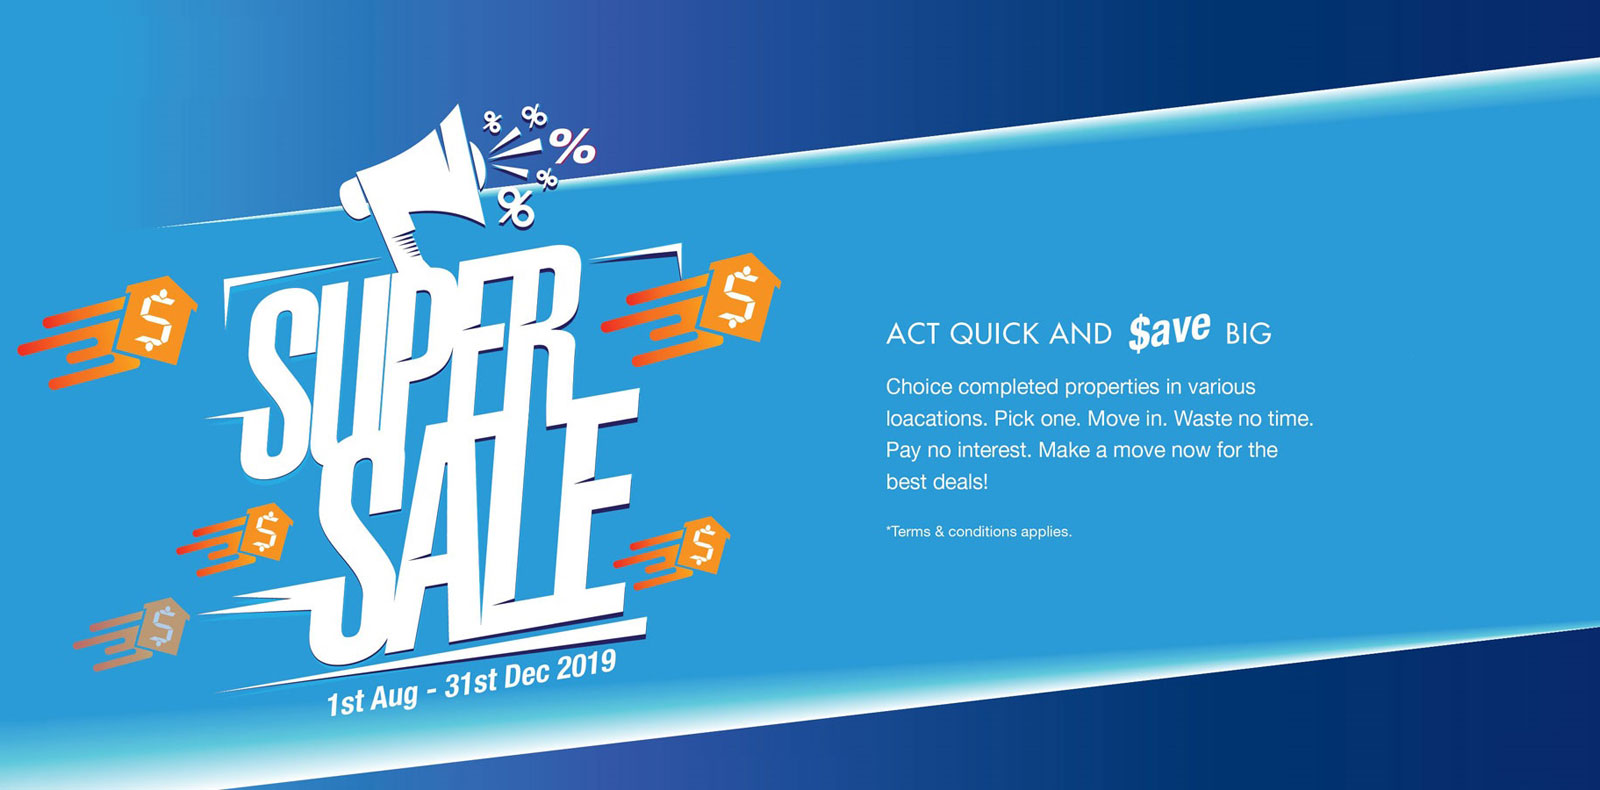 SUPER
SALE
1st Aug - 31st Dec 2019
ACT QUICK AND $ave BIG
Choice completed properties in various
loacations. Pick one. Move in. Waste no time.
Pay no interest. Make a move now for the
best deals!
*Terms & conditions applies.